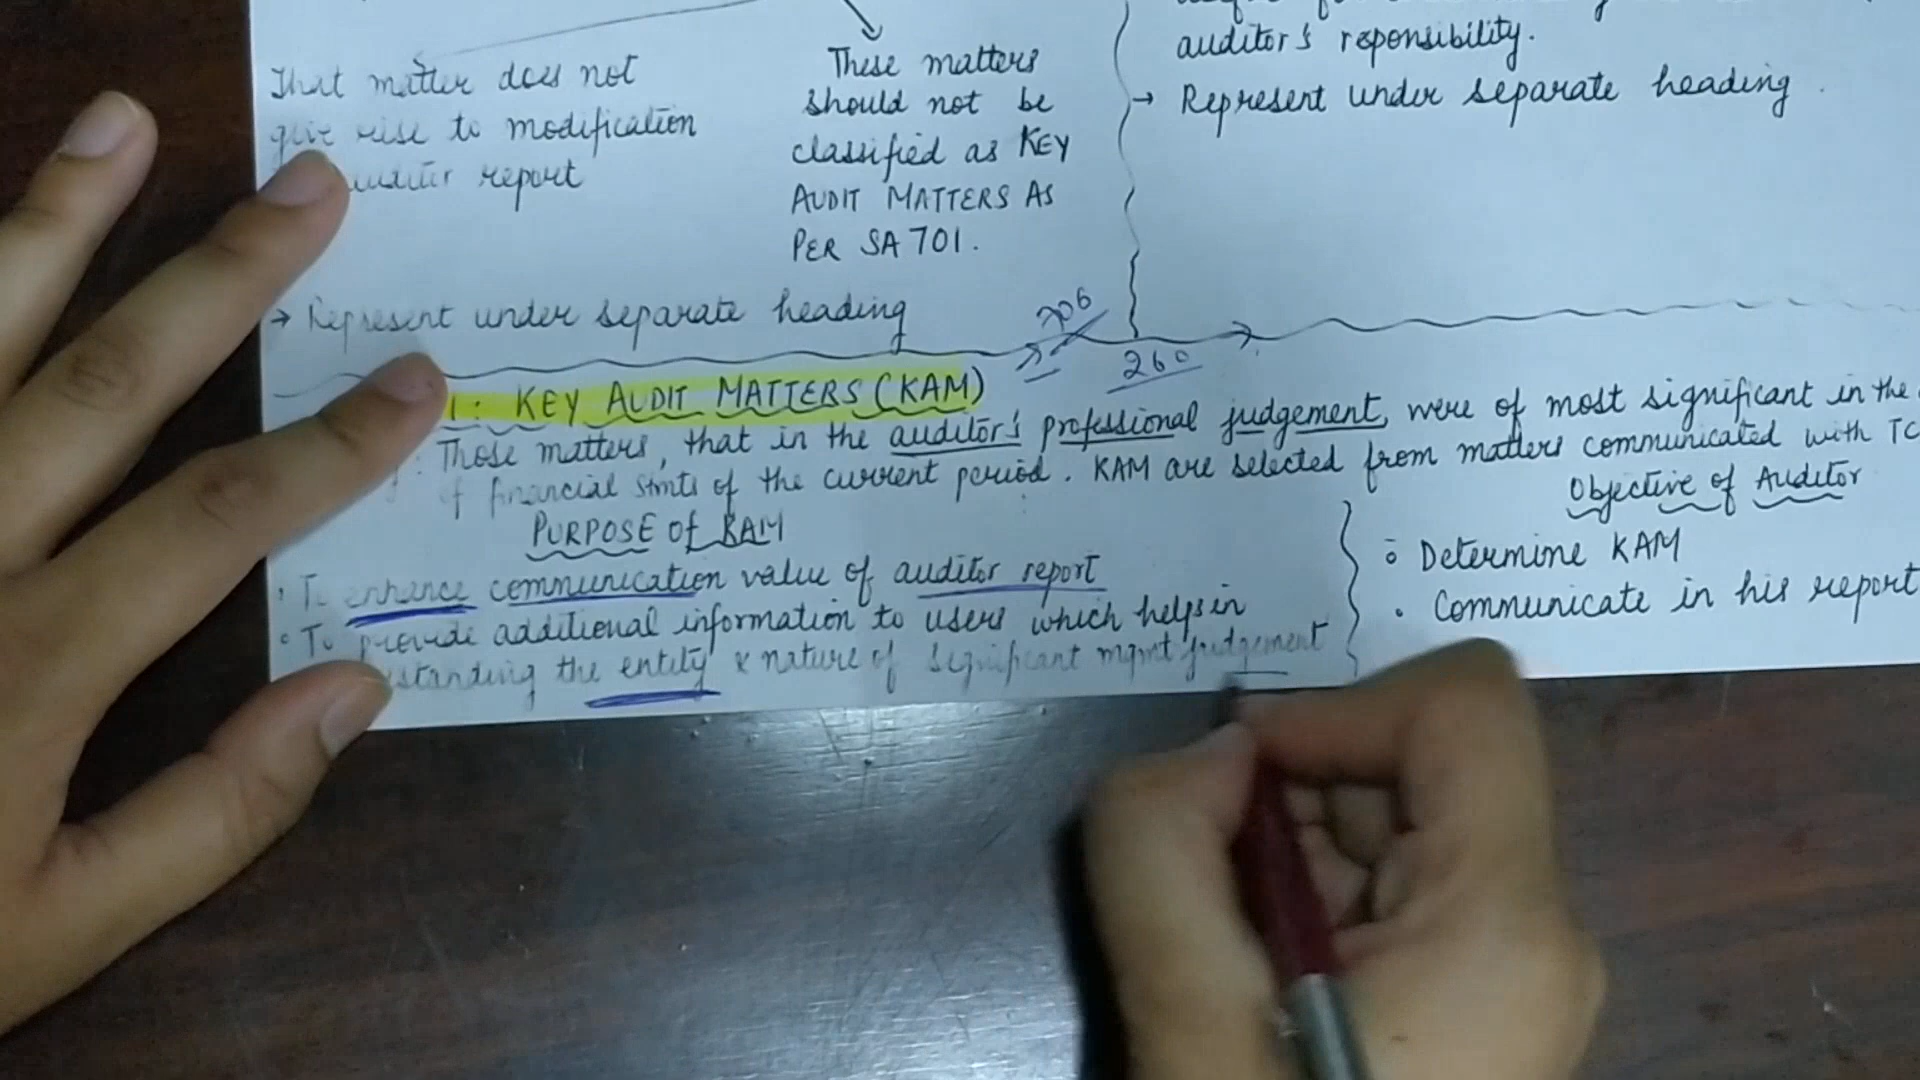 auditor's reponsibility.
→ Represent under separate heading.
That matter does not
give rise to modification
auditor report
These matters
should not be
classified as KEY
AUDIT MATTERS AS
PER SA 701.
→ Represent under separate heading
706
260
1: KEY AUDIT MATTERS (KAM)
: Those matters, that in the auditor's professional judgement, were of most significant in the
of financial stmts of the current period. KAM are selected from matters communicated with TC
PURPOSE of KAM
• To enhance communication value of auditor report
• To provide additional information to users which helps in
standing the entity & nature of significant mgmt judgement
Objective of Auditor
• Determine KAM
• Communicate in his report